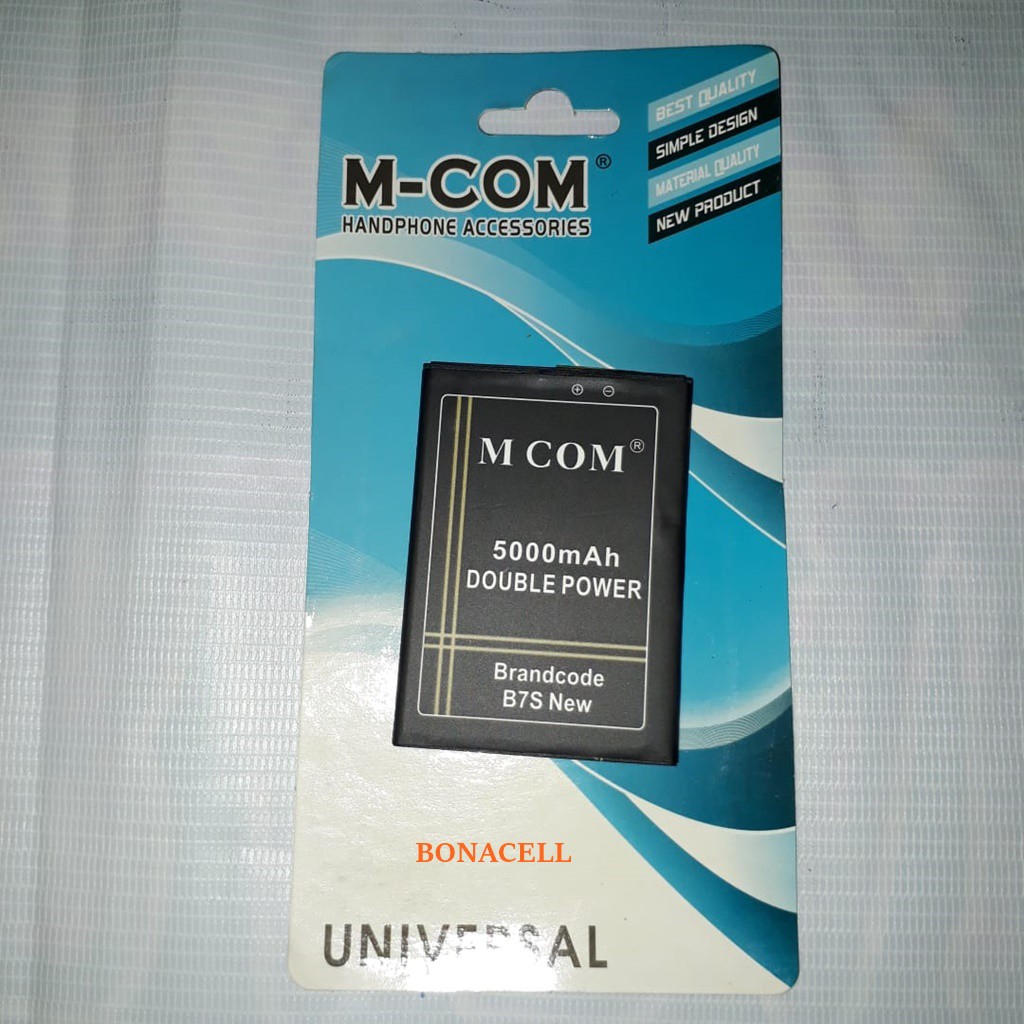 BEST QUALITY
SIMPLE DESIGN
MATERIAL QUALITY
NEW PRODUCT
M-COM®
HANDPHONE ACCESSORIES
M COM®
5000mAh
DOUBLE POWER
Brandcode
B7S New
BONACELL
UNIVERSAL